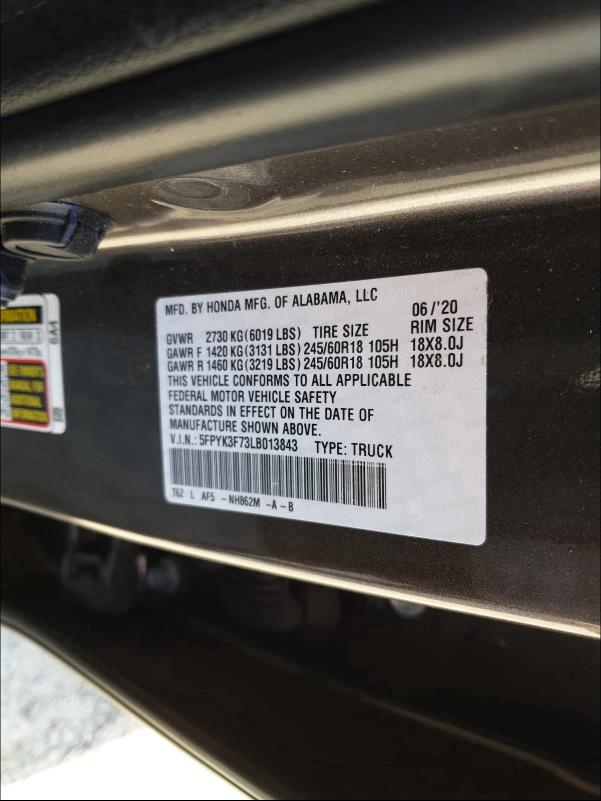 MFD. BY HONDA MFG. OF ALABAMA, LLC 06/'20
GVWR 2730 KG(6019 LBS) TIRE SIZE RIM SIZE
GAWR F 1420 KG(3131 LBS) 245/60R18 105H 18X8.0J
GAWR R 1460 KG(3219 LBS) 245/60R18 105H 18X8.0J
THIS VEHICLE CONFORMS TO ALL APPLICABLE
FEDERAL MOTOR VEHICLE SAFETY
STANDARDS IN EFFECT ON THE DATE OF
MANUFACTURE SHOWN ABOVE.
V.I.N.: 5FPYK3F73LB013843 TYPE: TRUCK
T6Z L AF5 -NH862M -A-B
6A4